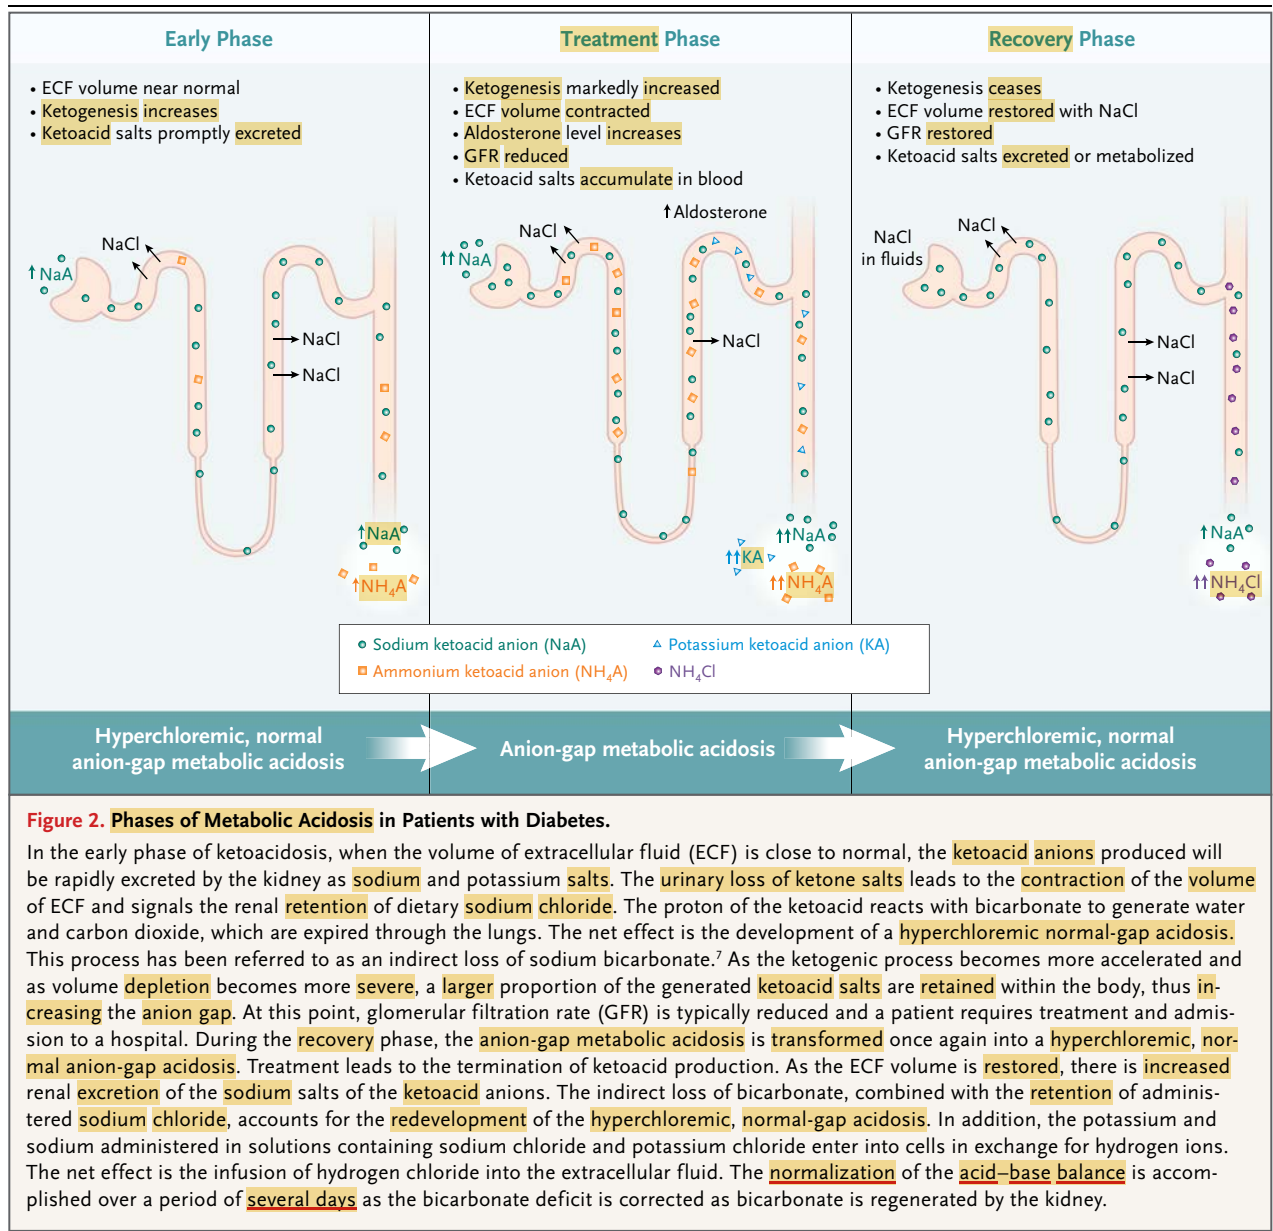 Early Phase
• ECF volume near normal
• Ketogenesis increases
• Ketoacid salts promptly excreted
NaCl
↑NaA
NaCl
NaCl
↑NaA
↑NH₄A
Treatment Phase
• Ketogenesis markedly increased
• ECF volume contracted
• Aldosterone level increases
• GFR reduced
• Ketoacid salts accumulate in blood
↑Aldosterone
NaCl
↑↑NaA
NaCl
↑↑NaA
↑↑KA
↑↑NH₄A
Recovery Phase
• Ketogenesis ceases
• ECF volume restored with NaCl
• GFR restored
• Ketoacid salts excreted or metabolized
NaCl
NaCl
in fluids
NaCl
NaCl
↑NaA
↑↑NH₄Cl
Sodium ketoacid anion (NaA)
Potassium ketoacid anion (KA)
Ammonium ketoacid anion (NH₄A)
NH₄Cl
Hyperchloremic, normal
anion-gap metabolic acidosis
Anion-gap metabolic acidosis
Hyperchloremic, normal
anion-gap metabolic acidosis
Figure 2. Phases of Metabolic Acidosis in Patients with Diabetes.
In the early phase of ketoacidosis, when the volume of extracellular fluid (ECF) is close to normal, the ketoacid anions produced will
be rapidly excreted by the kidney as sodium and potassium salts. The urinary loss of ketone salts leads to the contraction of the volume
of ECF and signals the renal retention of dietary sodium chloride. The proton of the ketoacid reacts with bicarbonate to generate water
and carbon dioxide, which are expired through the lungs. The net effect is the development of a hyperchloremic normal-gap acidosis.
This process has been referred to as an indirect loss of sodium bicarbonate.⁷ As the ketogenic process becomes more accelerated and
as volume depletion becomes more severe, a larger proportion of the generated ketoacid salts are retained within the body, thus in-
creasing the anion gap. At this point, glomerular filtration rate (GFR) is typically reduced and a patient requires treatment and admis-
sion to a hospital. During the recovery phase, the anion-gap metabolic acidosis is transformed once again into a hyperchloremic, nor-
mal anion-gap acidosis. Treatment leads to the termination of ketoacid production. As the ECF volume is restored, there is increased
renal excretion of the sodium salts of the ketoacid anions. The indirect loss of bicarbonate, combined with the retention of adminis-
tered sodium chloride, accounts for the redevelopment of the hyperchloremic, normal-gap acidosis. In addition, the potassium and
sodium administered in solutions containing sodium chloride and potassium chloride enter into cells in exchange for hydrogen ions.
The net effect is the infusion of hydrogen chloride into the extracellular fluid. The normalization of the acid–base balance is accom-
plished over a period of several days as the bicarbonate deficit is corrected as bicarbonate is regenerated by the kidney.